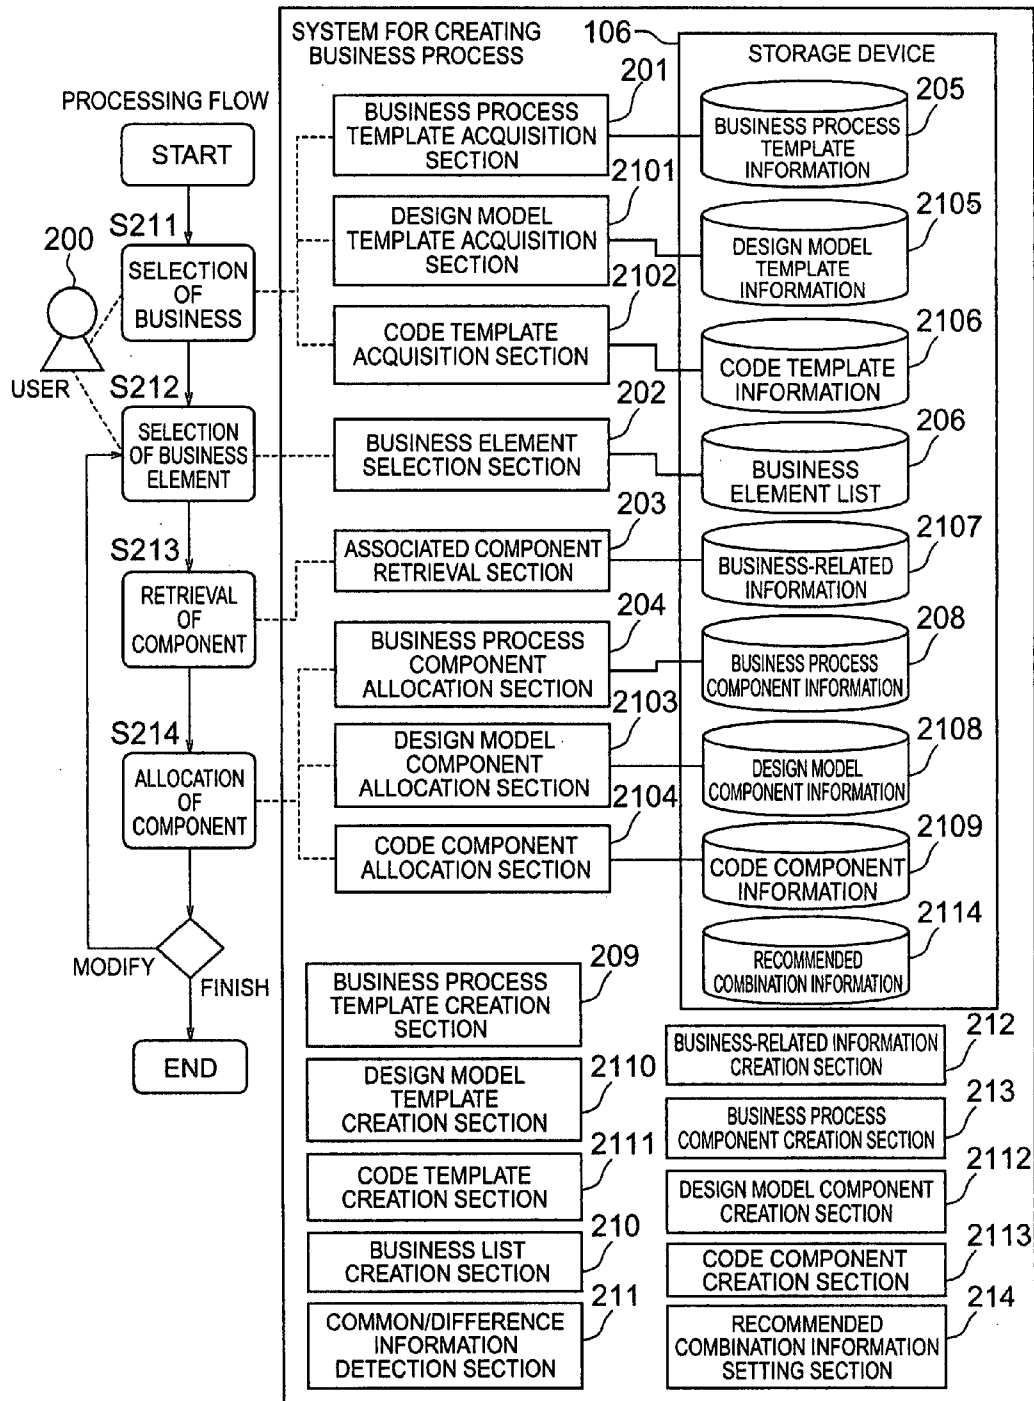 SYSTEM FOR CREATING
BUSINESS PROCESS
106
STORAGE DEVICE
PROCESSING FLOW
START
S211
200
SELECTION
OF
BUSINESS
USER
S212
SELECTION
OF BUSINESS
ELEMENT
S213
RETRIEVAL
OF
COMPONENT
S214
ALLOCATION
OF
COMPONENT
MODIFY
FINISH
END
201
BUSINESS PROCESS
TEMPLATE ACQUISITION
SECTION
2101
DESIGN MODEL
TEMPLATE ACQUISITION
SECTION
2102
CODE TEMPLATE
ACQUISITION SECTION
202
BUSINESS ELEMENT
SELECTION SECTION
203
ASSOCIATED COMPONENT
RETRIEVAL SECTION
204
BUSINESS PROCESS
COMPONENT
ALLOCATION SECTION
2103
DESIGN MODEL
COMPONENT
ALLOCATION SECTION
2104
CODE COMPONENT
ALLOCATION SECTION
205
BUSINESS PROCESS
TEMPLATE
INFORMATION
2105
DESIGN MODEL
TEMPLATE
INFORMATION
2106
CODE TEMPLATE
INFORMATION
206
BUSINESS
ELEMENT LIST
2107
BUSINESS-RELATED
INFORMATION
208
BUSINESS PROCESS
COMPONENT INFORMATION
2108
DESIGN MODEL
COMPONENT INFORMATION
2109
CODE COMPONENT
INFORMATION
2114
RECOMMENDED
COMBINATION INFORMATION
209
BUSINESS PROCESS
TEMPLATE CREATION
SECTION
2110
DESIGN MODEL
TEMPLATE
CREATION SECTION
2111
CODE TEMPLATE
CREATION SECTION
210
BUSINESS LIST
CREATION SECTION
211
COMMON/DIFFERENCE
INFORMATION
DETECTION SECTION
212
BUSINESS-RELATED INFORMATION
CREATION SECTION
213
BUSINESS PROCESS
COMPONENT CREATION SECTION
2112
DESIGN MODEL COMPONENT
CREATION SECTION
2113
CODE COMPONENT
CREATION SECTION
214
RECOMMENDED
COMBINATION INFORMATION
SETTING SECTION